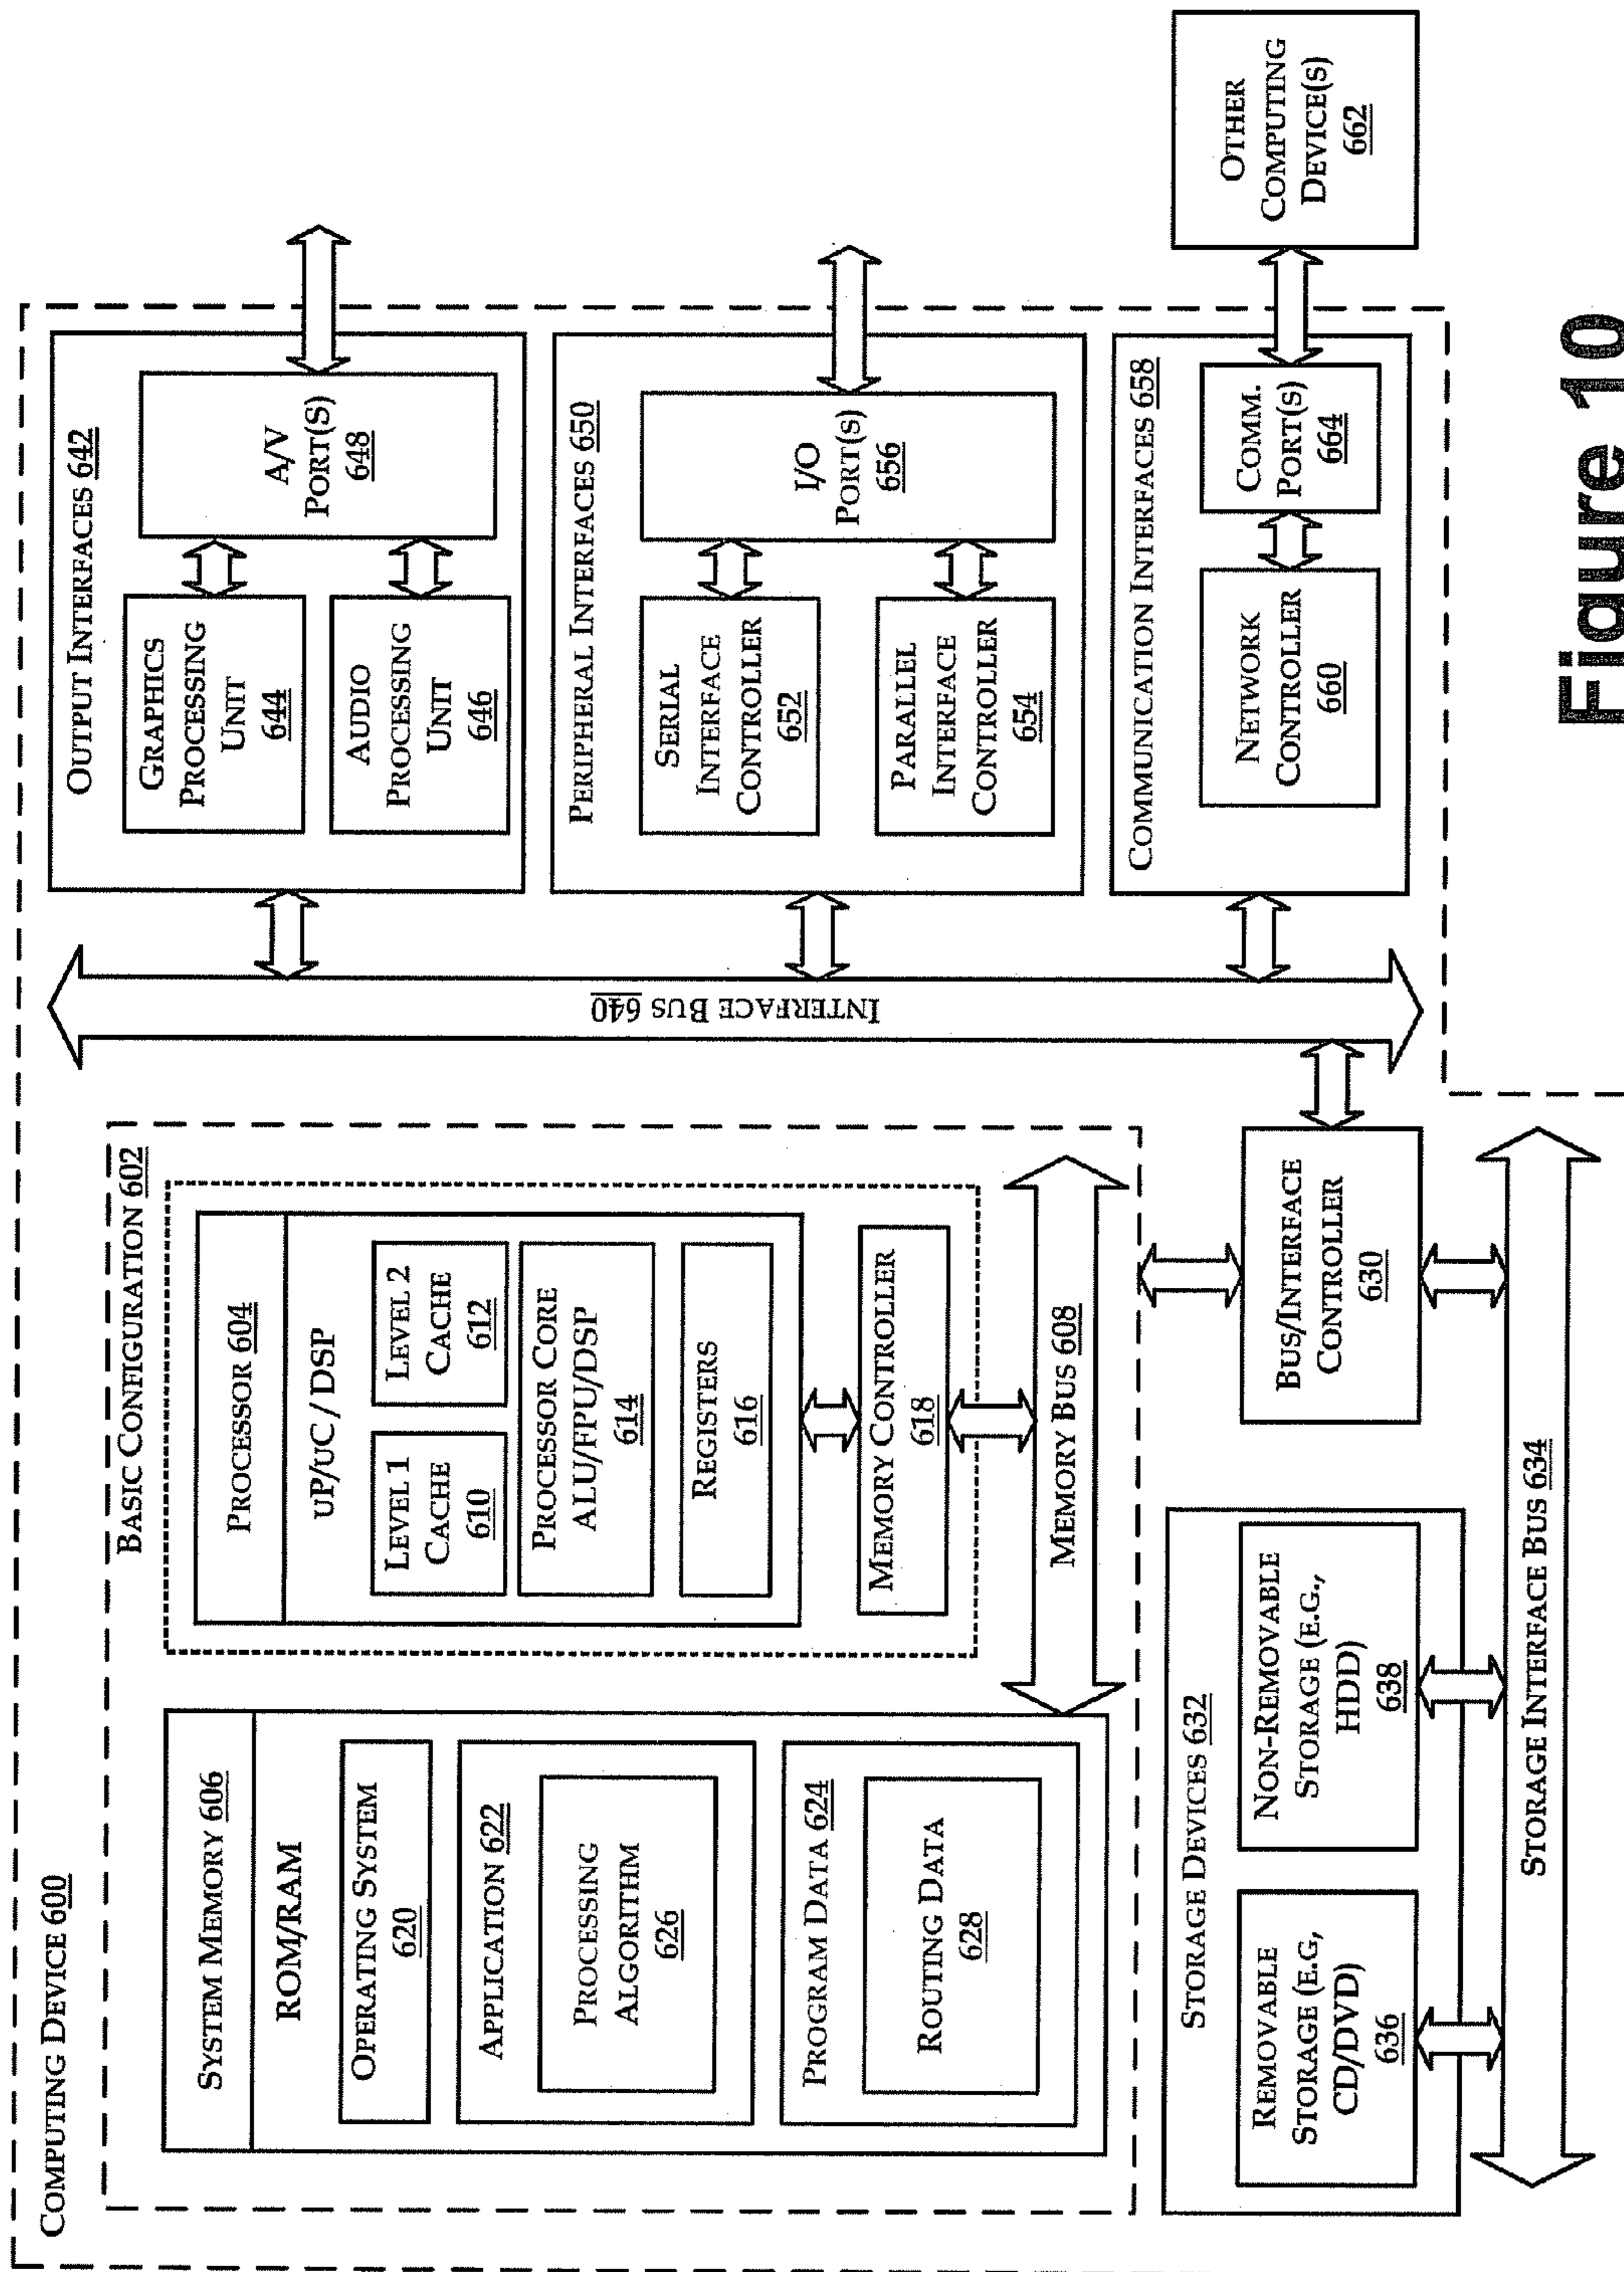 COMPUTING DEVICE 600
BASIC CONFIGURATION 602
SYSTEM MEMORY 606
ROM/RAM
OPERATING SYSTEM
620
APPLICATION 622
PROCESSING
ALGORITHM
626
PROGRAM DATA 624
ROUTING DATA
628
PROCESSOR 604
uP/uC / DSP
LEVEL 1
CACHE
610
LEVEL 2
CACHE
612
PROCESSOR CORE
ALU/FPU/DSP
614
REGISTERS
616
MEMORY CONTROLLER
618
MEMORY BUS 608
STORAGE DEVICES 632
REMOVABLE
STORAGE (E.G,
CD/DVD)
636
NON-REMOVABLE
STORAGE (E.G.,
HDD)
638
STORAGE INTERFACE BUS 634
BUS/INTERFACE
CONTROLLER
630
INTERFACE BUS 640
OUTPUT INTERFACES 642
GRAPHICS
PROCESSING
UNIT
644
AUDIO
PROCESSING
UNIT
646
A/V
PORT(S)
648
PERIPHERAL INTERFACES 650
SERIAL
INTERFACE
CONTROLLER
652
PARALLEL
INTERFACE
CONTROLLER
654
I/O
PORT(S)
656
COMMUNICATION INTERFACES 658
NETWORK
CONTROLLER
660
COMM.
PORT(S)
664
OTHER
COMPUTING
DEVICE(S)
662
Figure 10